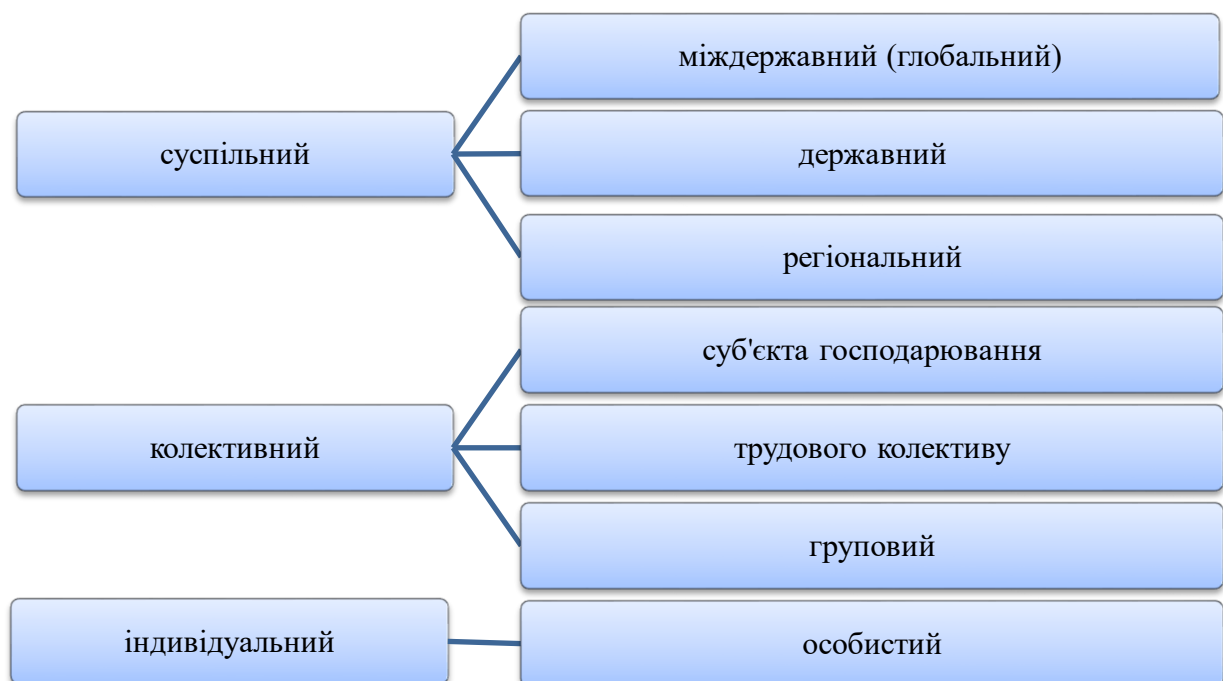 суспільний
міждержавний (глобальний)
державний
регіональний
колективний
суб'єкта господарювання
трудового колективу
груповий
індивідуальний
особистий